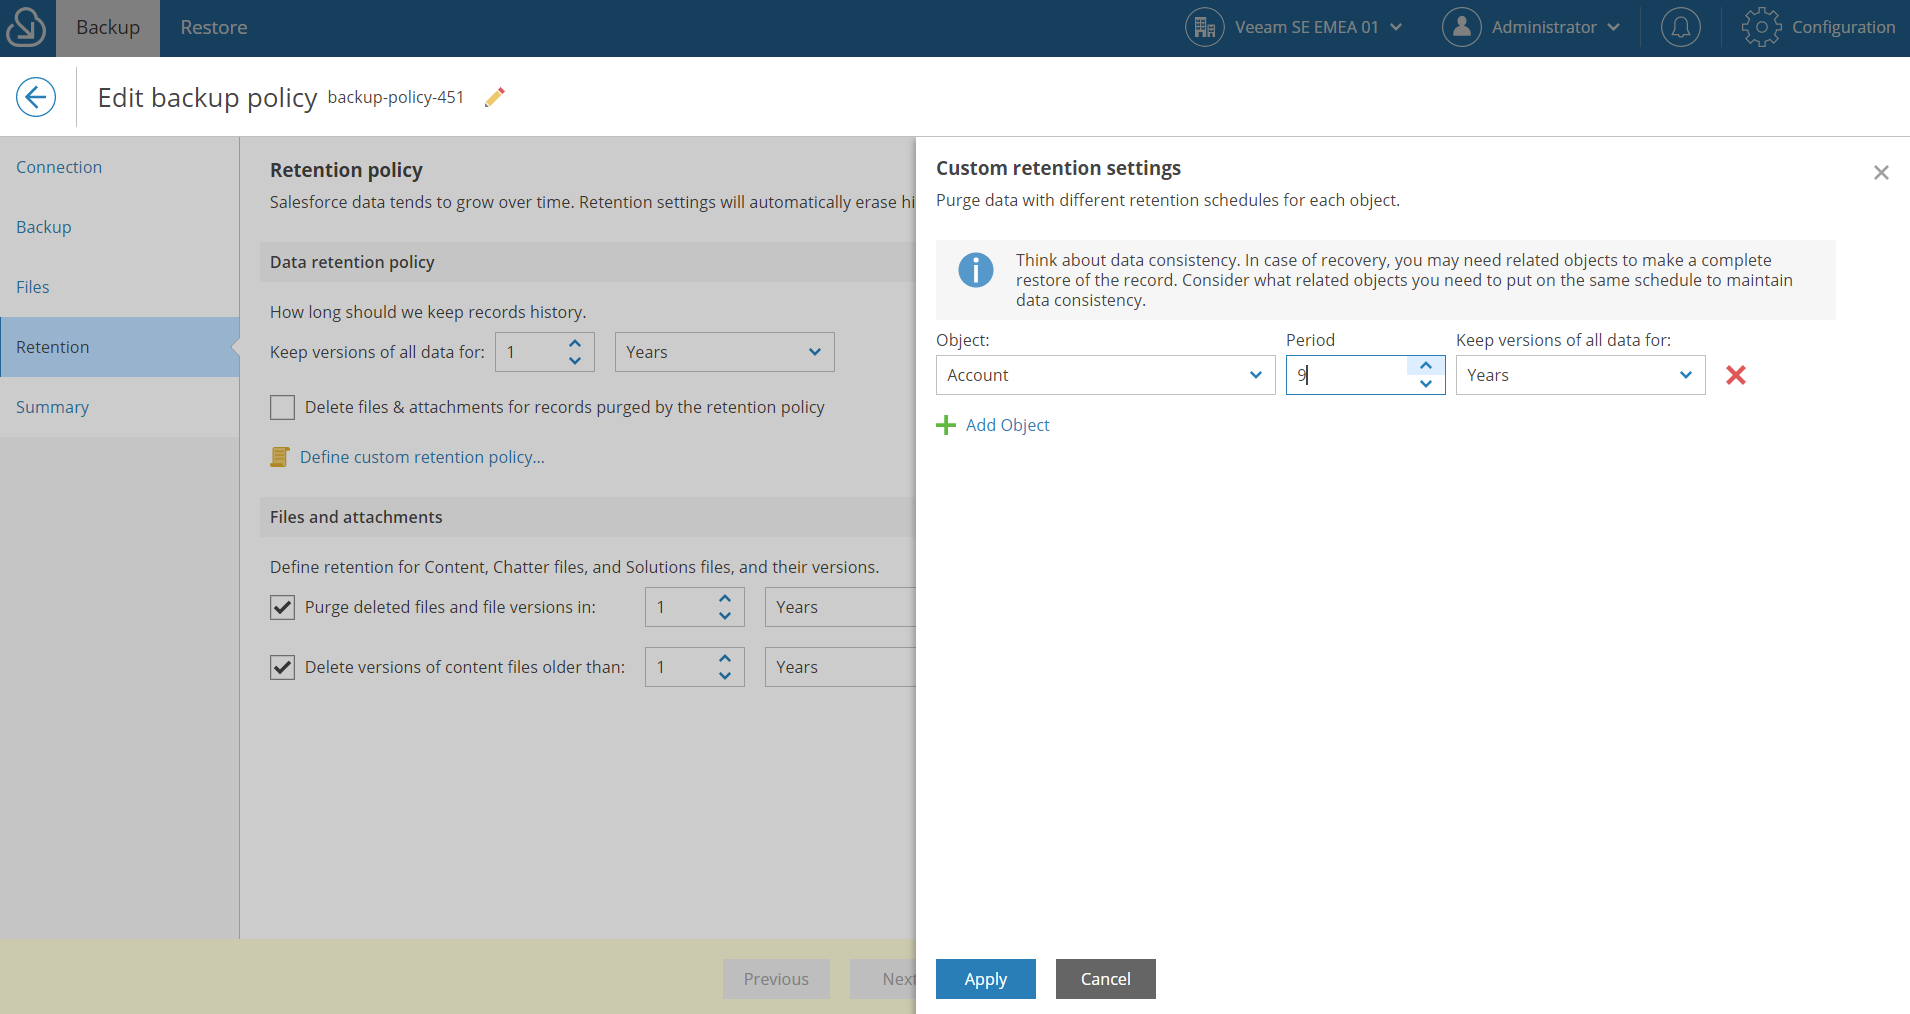 Backup
Restore
Veeam SE EMEA 01
Administrator
Configuration
Edit backup policy
backup-policy-451
Connection
Backup
Files
Retention
Summary
Retention policy
Salesforce data tends to grow over time. Retention settings will automatically erase hi
Data retention policy
How long should we keep records history.
Keep versions of all data for:
1
Years
Delete files & attachments for records purged by the retention policy
Define custom retention policy...
Files and attachments
Define retention for Content, Chatter files, and Solutions files, and their versions.
Purge deleted files and file versions in:
1
Years
Delete versions of content files older than:
1
Years
Previous
Next
Custom retention settings
Purge data with different retention schedules for each object.
Think about data consistency. In case of recovery, you may need related objects to make a complete
restore of the record. Consider what related objects you need to put on the same schedule to maintain
data consistency.
Object:
Period
Keep versions of all data for:
Account
9
Years
Add Object
Apply
Cancel